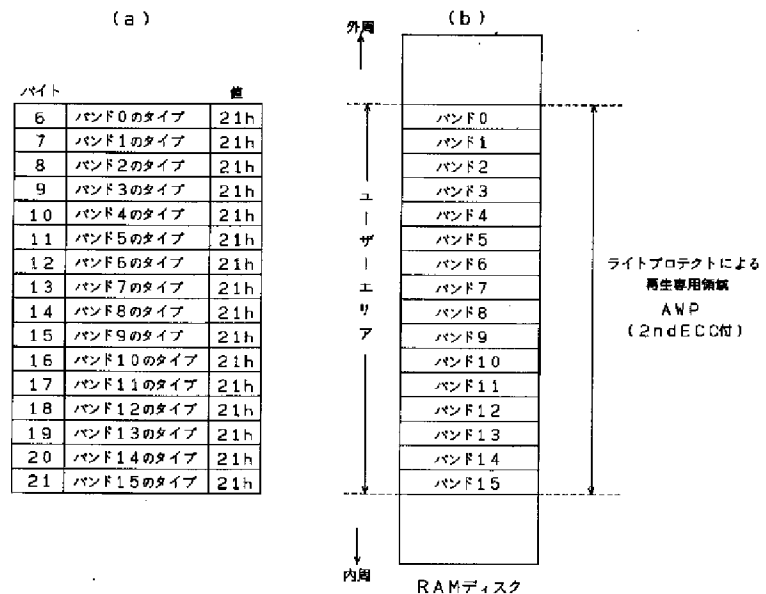 (a)
バイト 値
6 バンド0のタイプ 21h
7 バンド1のタイプ 21h
8 バンド2のタイプ 21h
9 バンド3のタイプ 21h
10 バンド4のタイプ 21h
11 バンド5のタイプ 21h
12 バンド6のタイプ 21h
13 バンド7のタイプ 21h
14 バンド8のタイプ 21h
15 バンド9のタイプ 21h
16 バンド10のタイプ 21h
17 バンド11のタイプ 21h
18 バンド12のタイプ 21h
19 バンド13のタイプ 21h
20 バンド14のタイプ 21h
21 バンド15のタイプ 21h
(b)
外周
バンド0
バンド1
バンド2
バンド3
バンド4
バンド5
バンド6
バンド7
バンド8
バンド9
バンド10
バンド11
バンド12
バンド13
バンド14
バンド15
ユーザーエリア
内周
RAMディスク
ライトプロテクトによる
再生専用領域
AWP
(2ndECC付)